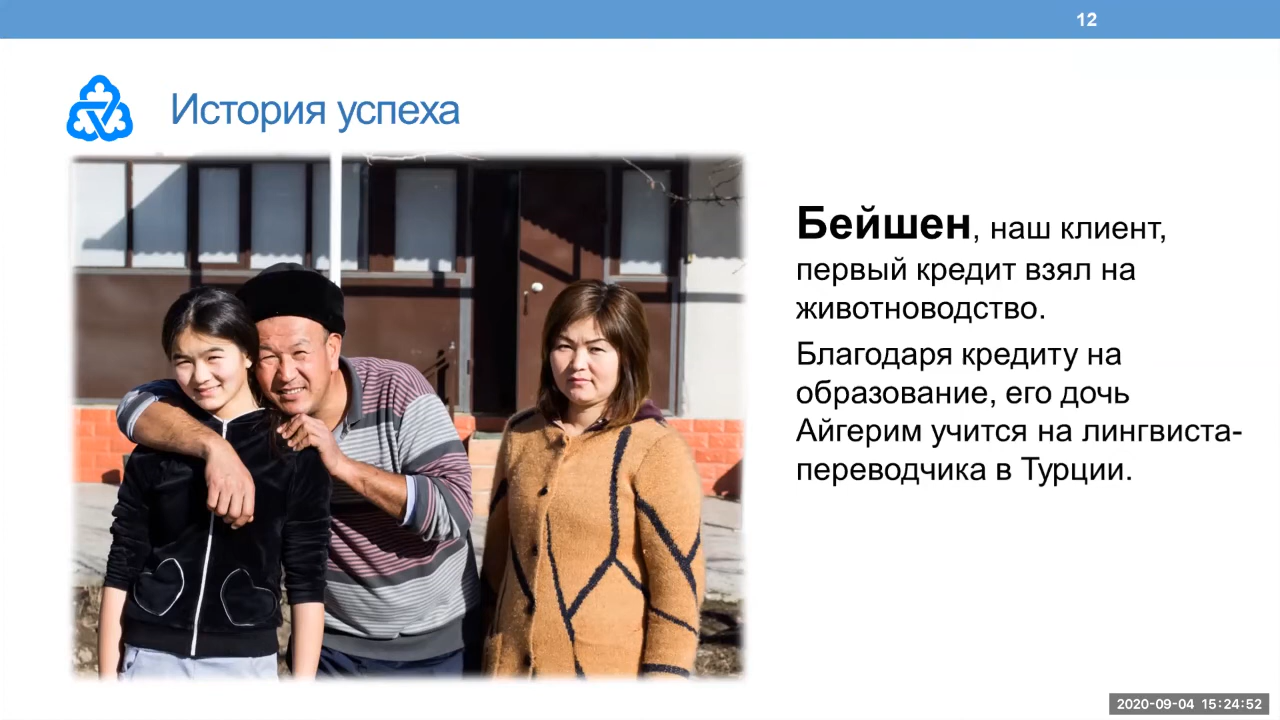 12
История успеха
Бейшен, наш клиент,
первый кредит взял на
животноводство.
Благодаря кредиту на
образование, его дочь
Айгерим учится на лингвиста-
переводчика в Турции.
2020-09-04 15:24:52